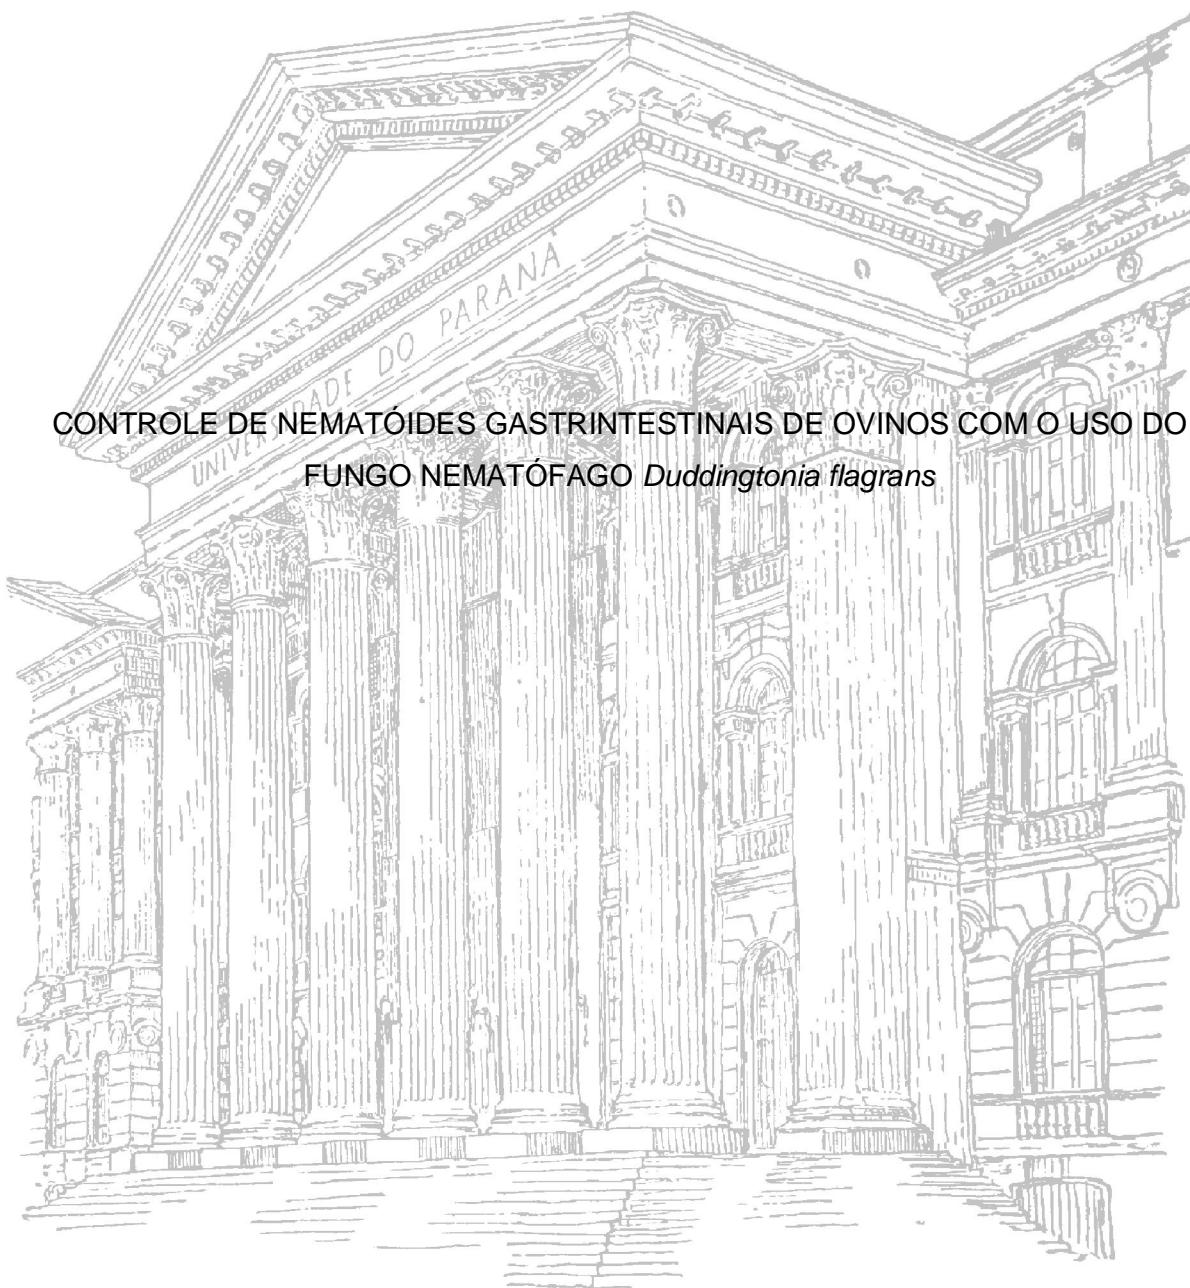 UNIVERSIDADE DO PARANÁ
CONTROLE DE NEMATÓIDES GASTRINTESTINAIS DE OVINOS COM O USO DO
FUNGO NEMATÓFAGO Duddingtonia flagrans